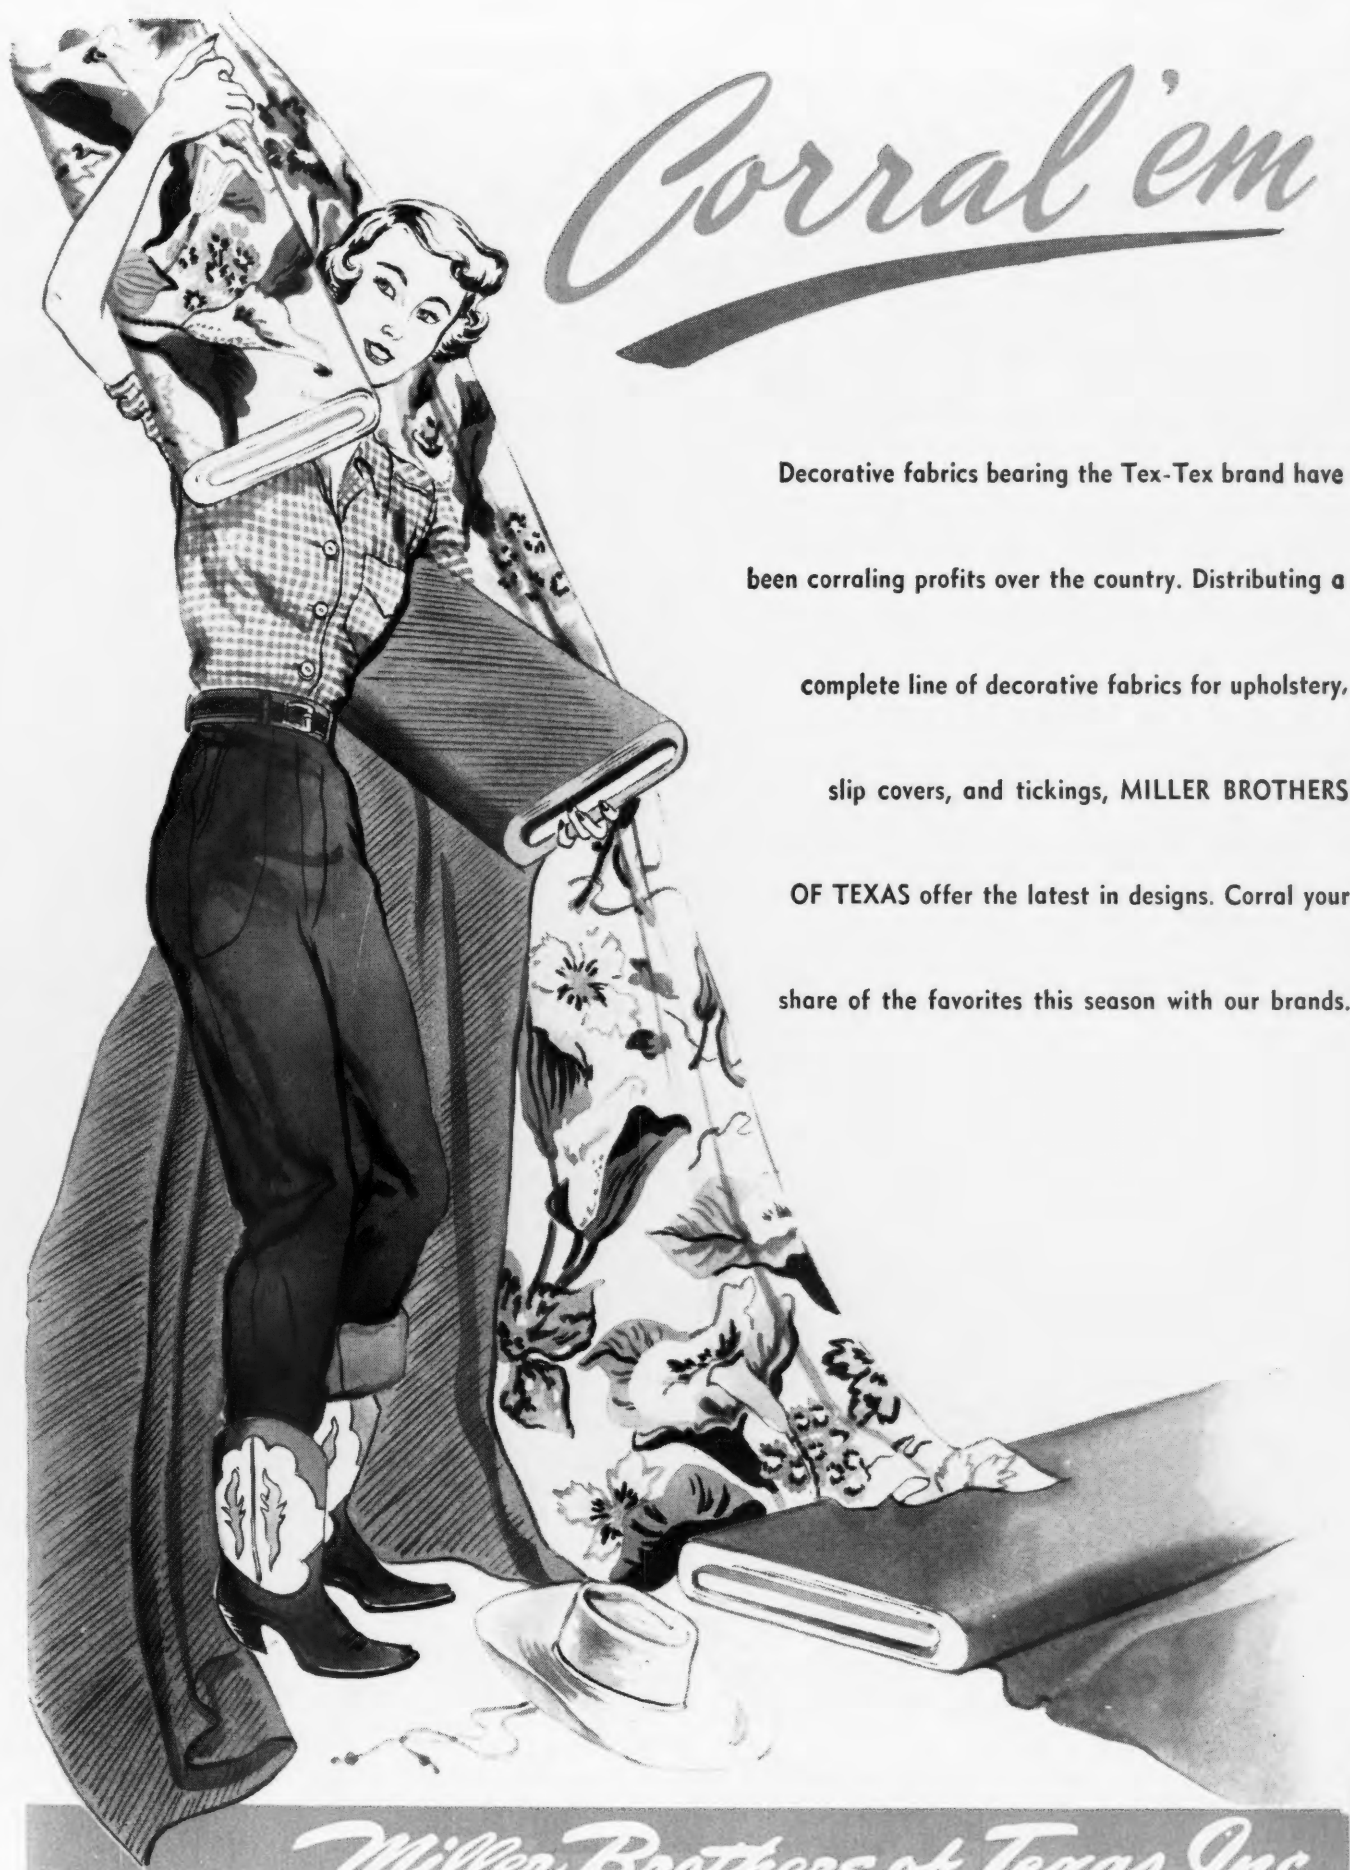 Corral 'em
Decorative fabrics bearing the Tex-Tex brand have
been corraling profits over the country. Distributing a
complete line of decorative fabrics for upholstery,
slip covers, and tickings, MILLER BROTHERS
OF TEXAS offer the latest in designs. Corral your
share of the favorites this season with our brands.
Miller Brothers of Texas Inc